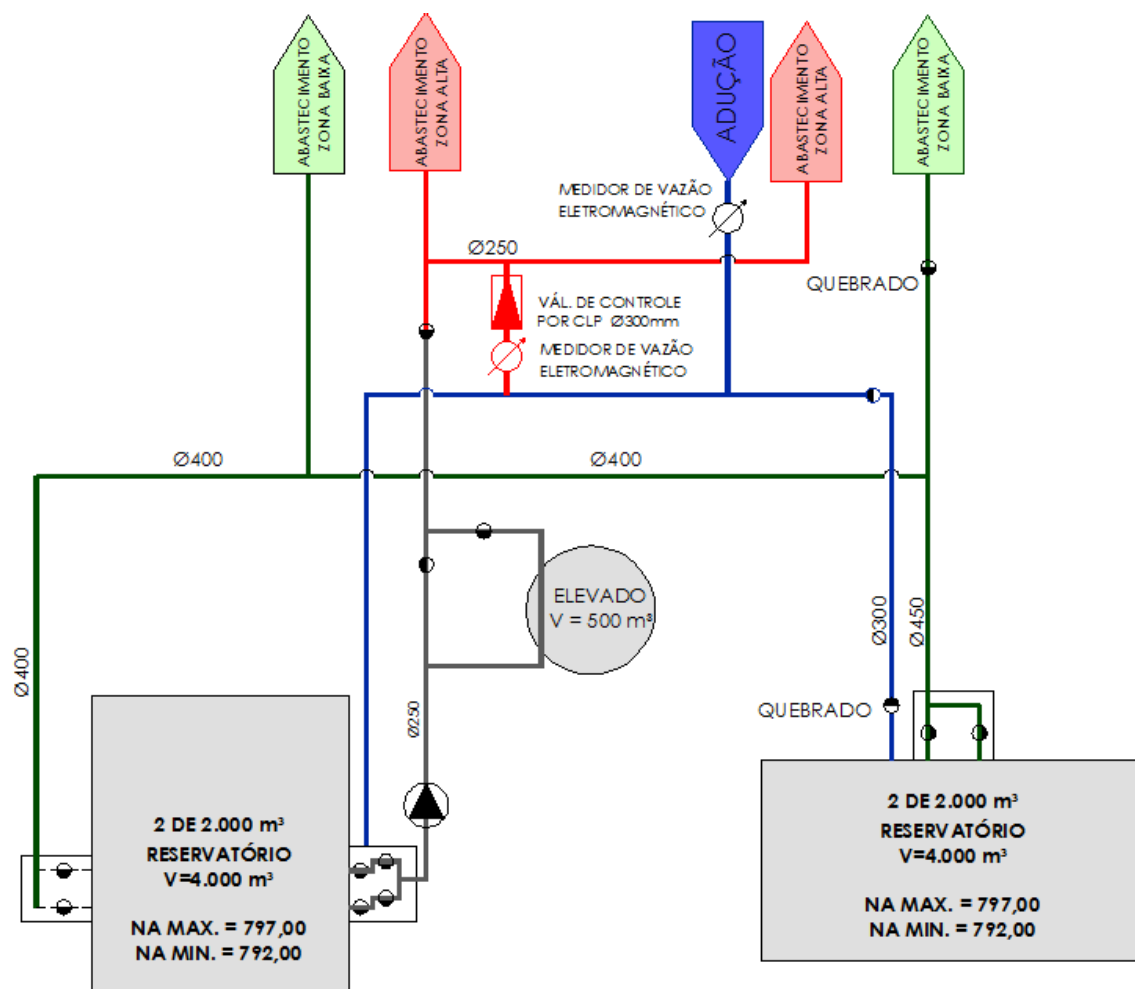 ABASTECIMENTO
ZONA BAIXA
ABASTECIMENTO
ZONA ALTA
ADUÇÃO
ABASTECIMENTO
ZONA ALTA
ABASTECIMENTO
ZONA BAIXA
MEDIDOR DE VAZÃO
ELETROMAGNÉTICO
Ø250
QUEBRADO
VÁL. DE CONTROLE
POR CLP Ø300mm
MEDIDOR DE VAZÃO
ELETROMAGNÉTICO
Ø400
Ø400
ELEVADO
V = 500 m³
Ø300
Ø450
Ø400
Ø250
QUEBRADO
2 DE 2.000 m³
RESERVATÓRIO
V=4.000 m³
NA MAX. = 797,00
NA MIN. = 792,00
2 DE 2.000 m³
RESERVATÓRIO
V=4.000 m³
NA MAX. = 797,00
NA MIN. = 792,00